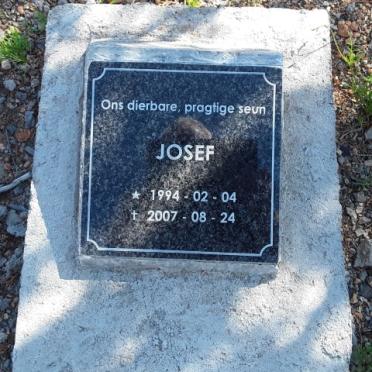 Ons dierbare, pragtige seun
JOSEF
★ 1994 - 02 - 04
✝ 2007 - 08 - 24